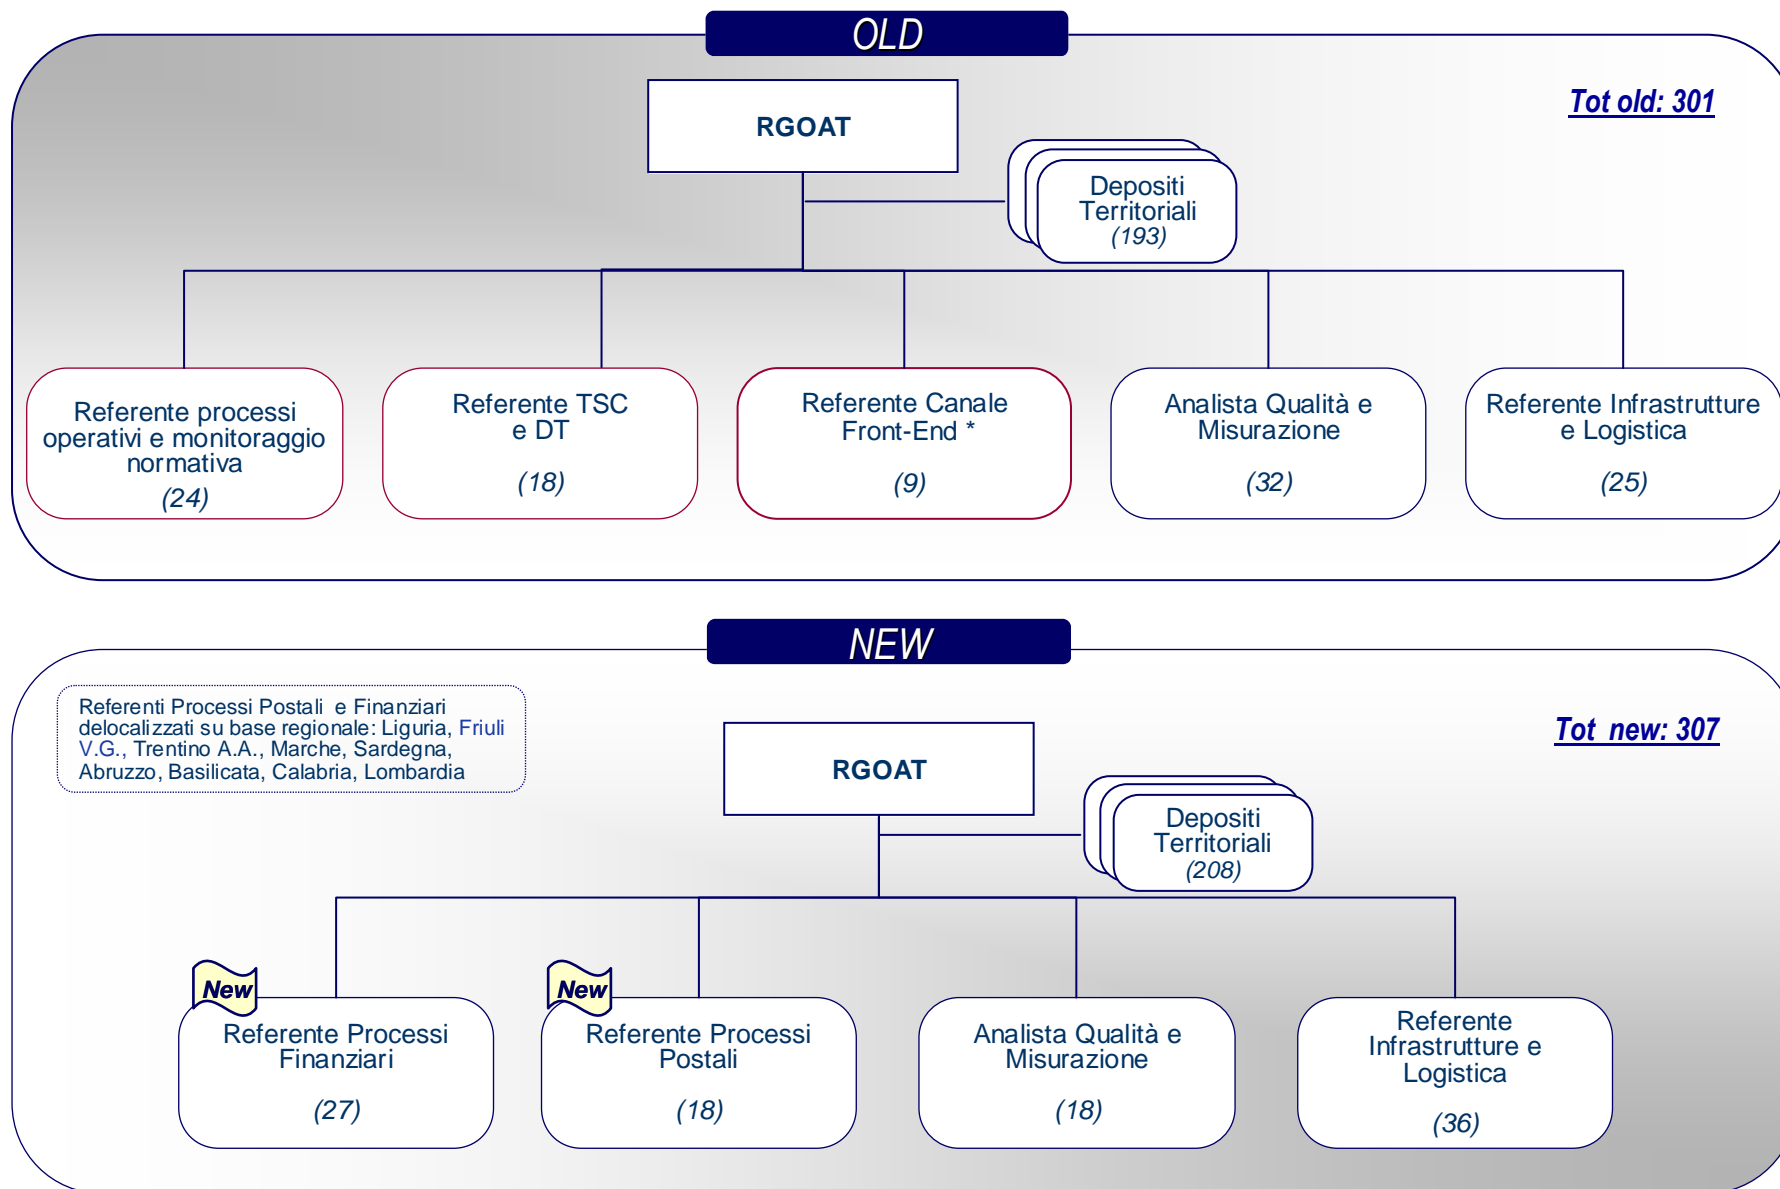 OLD
Tot old: 301
RGOAT
Depositi
Territoriali
(193)
Referente processi
operativi e monitoraggio
normativa
(24)
Referente TSC
e DT
(18)
Referente Canale
Front-End *
(9)
Analista Qualità e
Misurazione
(32)
Referente Infrastrutture
e Logistica
(25)
NEW
Referenti Processi Postali e Finanziari
delocalizzati su base regionale: Liguria, Friuli
V.G., Trentino A.A., Marche, Sardegna,
Abruzzo, Basilicata, Calabria, Lombardia
Tot new: 307
RGOAT
Depositi
Territoriali
(208)
New
Referente Processi
Finanziari
(27)
New
Referente Processi
Postali
(18)
Analista Qualità e
Misurazione
(18)
Referente
Infrastrutture e
Logistica
(36)